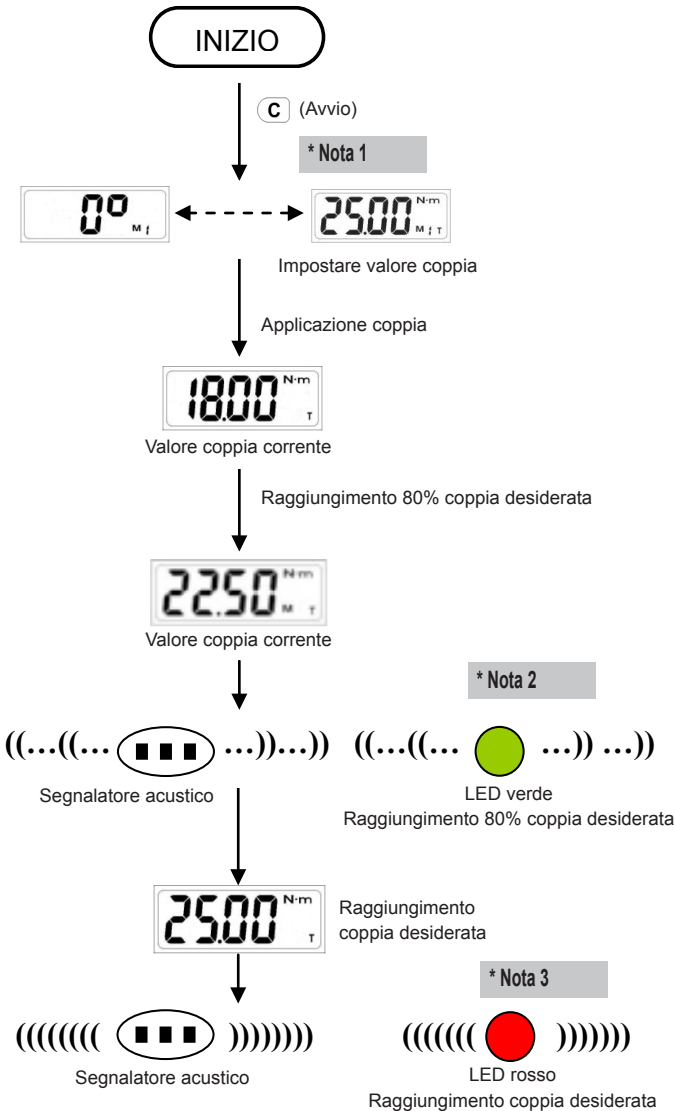 INIZIO
C (Avvio)
* Nota 1
0° M 1
25.00 N·m M 1 T
Impostare valore coppia
Applicazione coppia
18.00 N·m T
Valore coppia corrente
Raggiungimento 80% coppia desiderata
22.50 N·m M T
Valore coppia corrente
* Nota 2
((…((… …))…)) ((…((… …)) …))
Segnalatore acustico
LED verde
Raggiungimento 80% coppia desiderata
25.00 N·m T
Raggiungimento
coppia desiderata
* Nota 3
(((((((( )))))))) ((((((( )))))))
Segnalatore acustico
LED rosso
Raggiungimento coppia desiderata